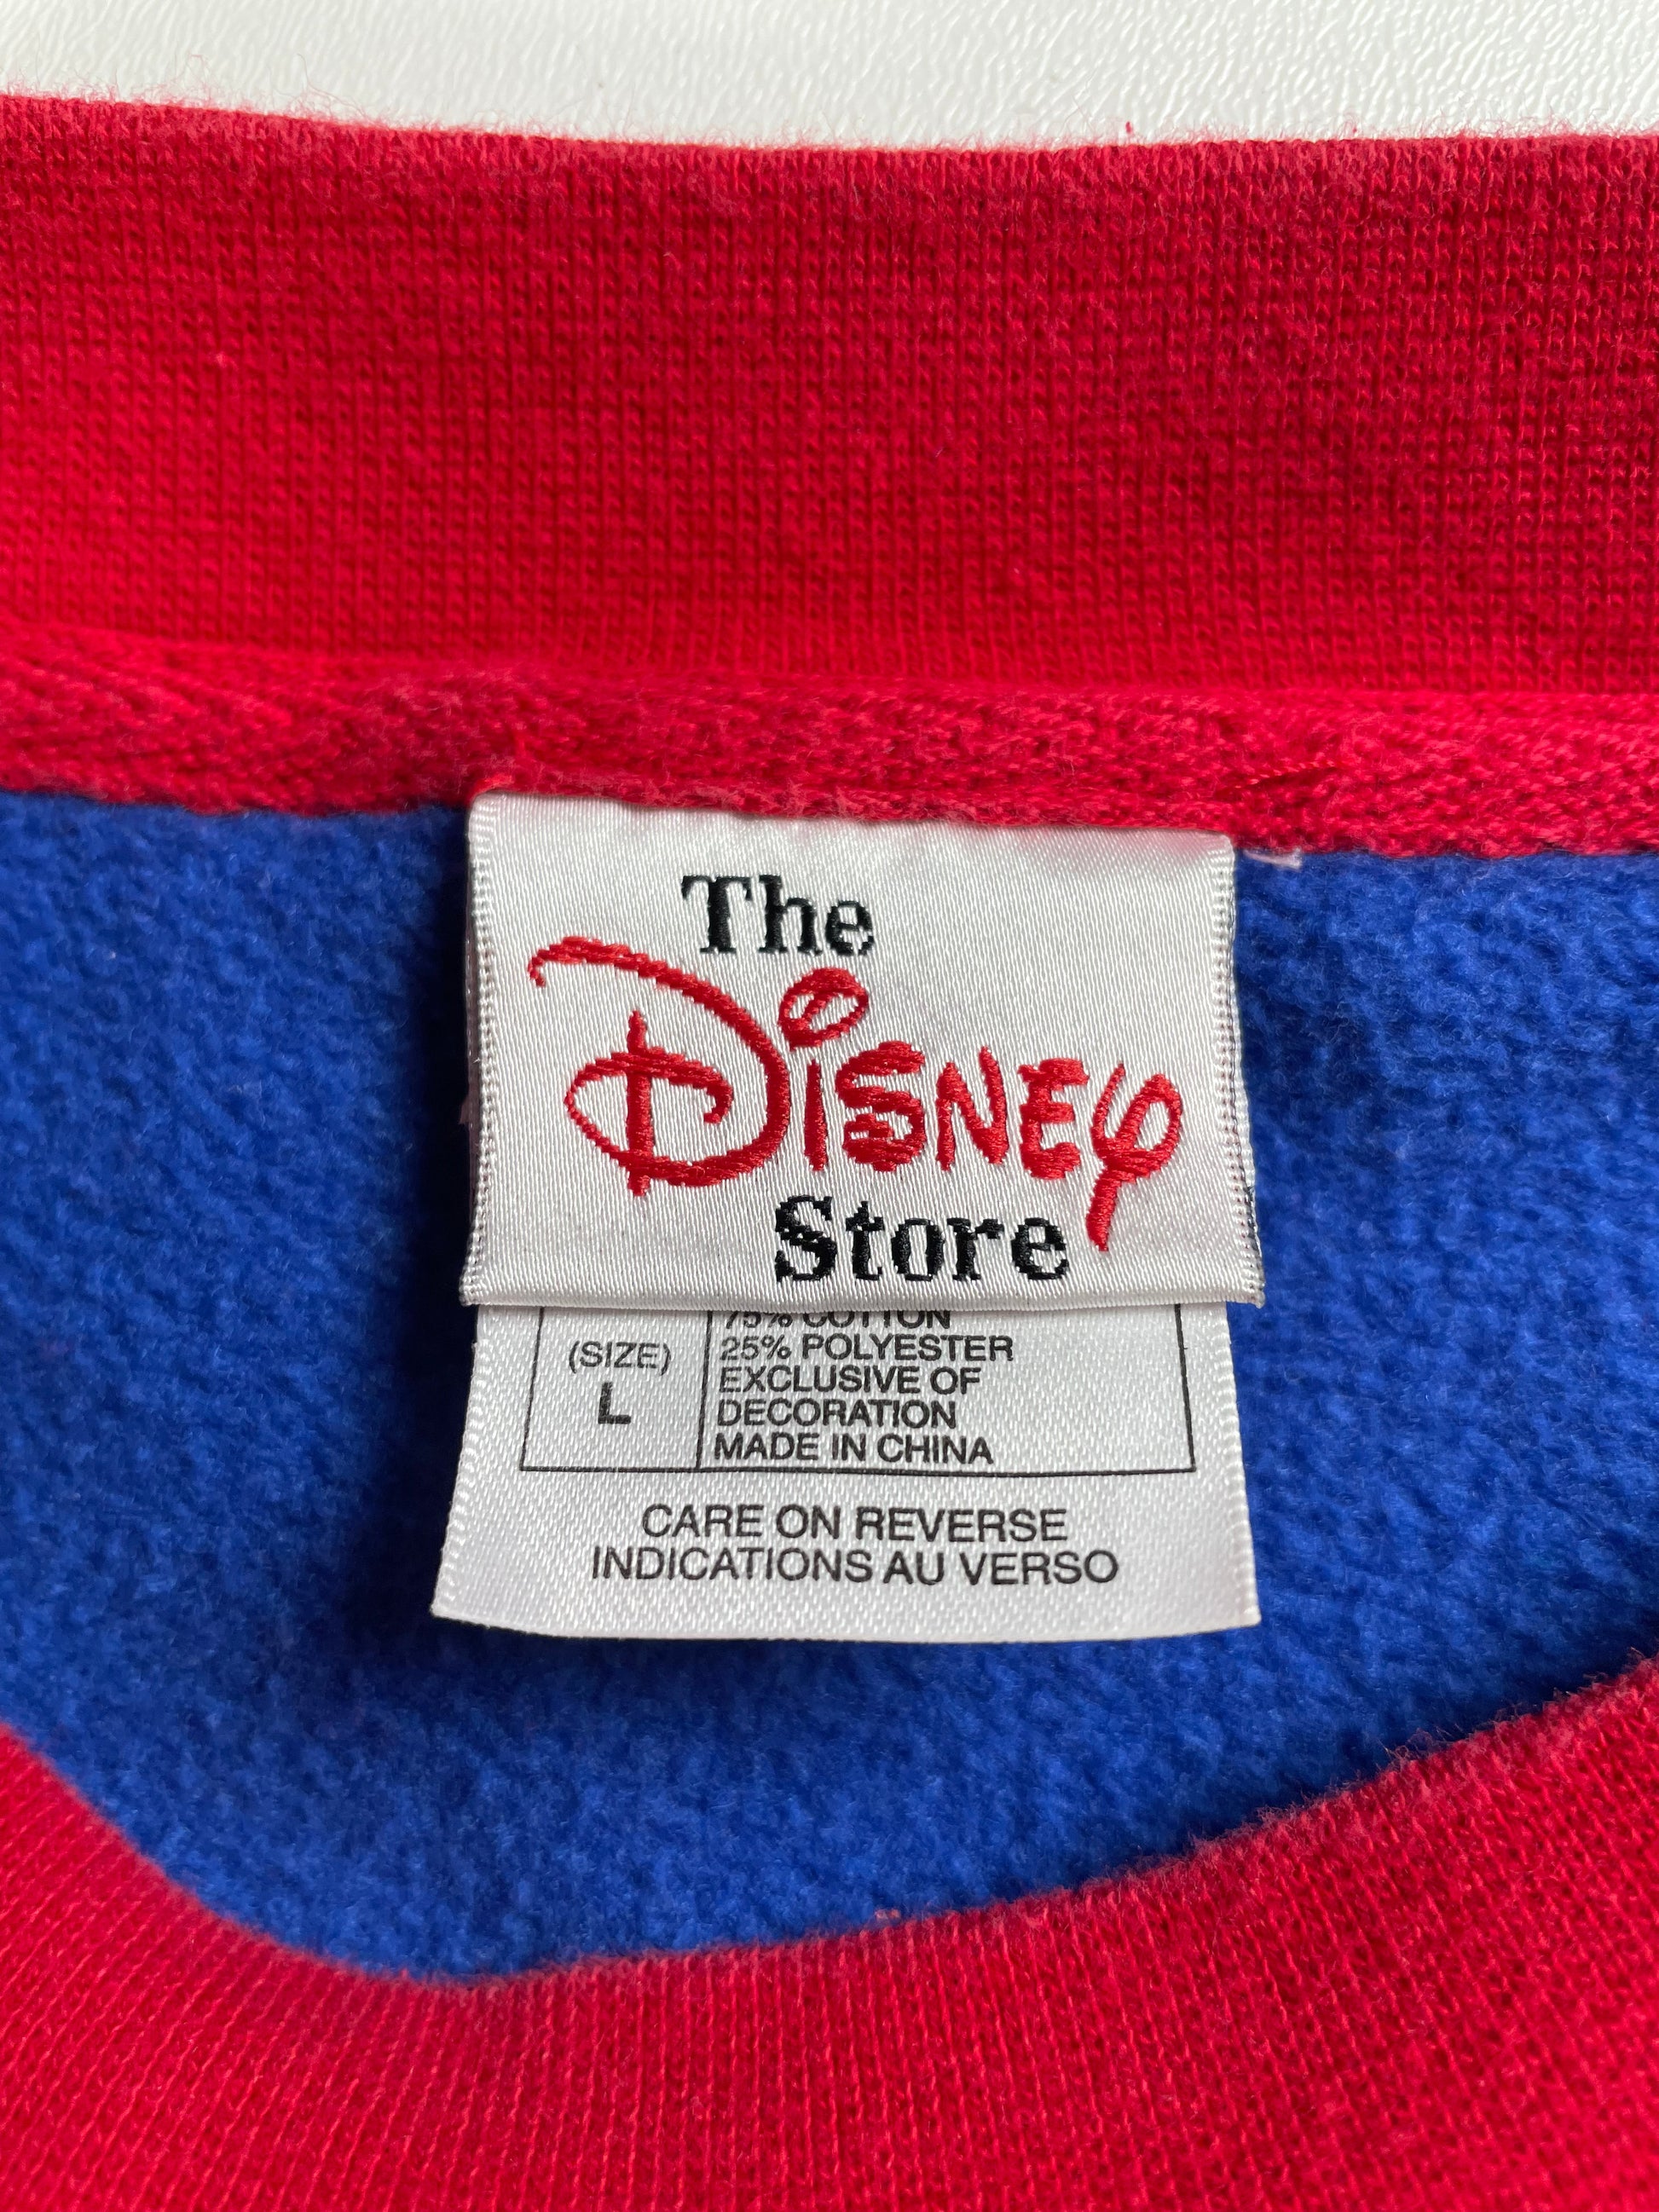 The
Disney
Store
75% COTTON
(SIZE) 25% POLYESTER
L EXCLUSIVE OF
DECORATION
MADE IN CHINA
CARE ON REVERSE
INDICATIONS AU VERSO